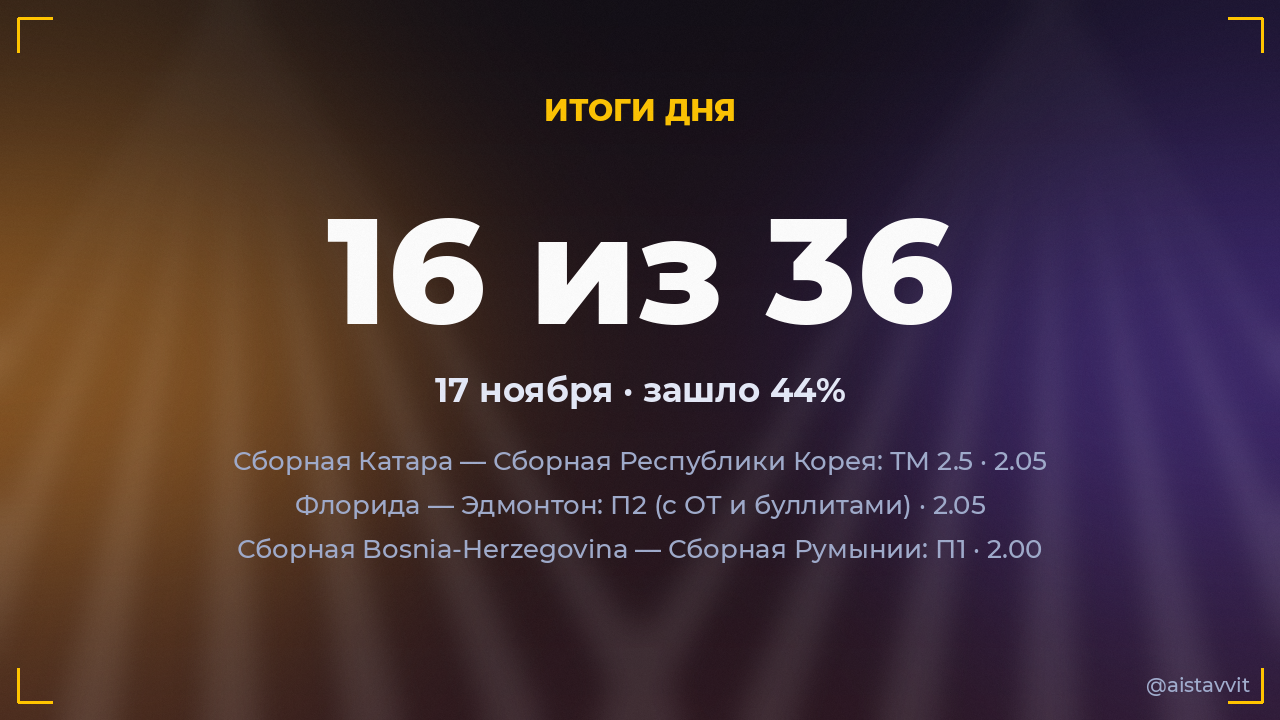 ИТОГИ ДНЯ
16 из 36
17 ноября · зашло 44%
Сборная Катара — Сборная Республики Корея: ТМ 2.5 · 2.05
Флорида — Эдмонтон: П2 (с ОТ и буллитами) · 2.05
Сборная Bosnia-Herzegovina — Сборная Румынии: П1 · 2.00
@aistavvit